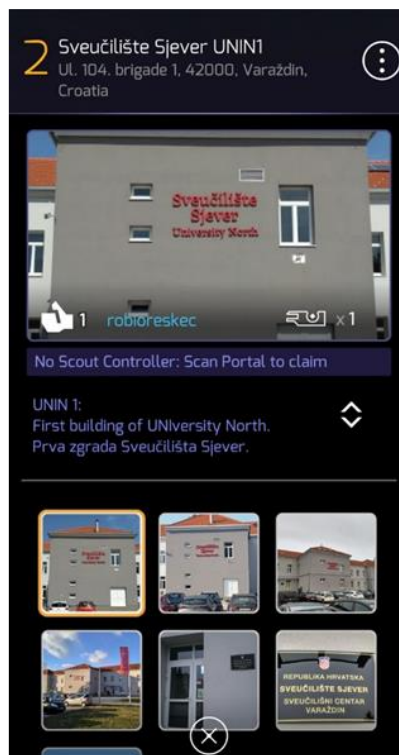 2
Sveučilište Sjever UNIN1
Ul. 104. brigade 1, 42000, Varaždin,
Croatia
Sveučilište
Sjever
University North
1
robioreskec
x1
No Scout Controller: Scan Portal to claim
UNIN 1:
First building of UNIversity North.
Prva zgrada Sveučilišta Sjever.
REPUBLIKA HRVATSKA
SVEUČILIŠTE SJEVER
SVEUČILIŠNI CENTAR
VARAŽDIN